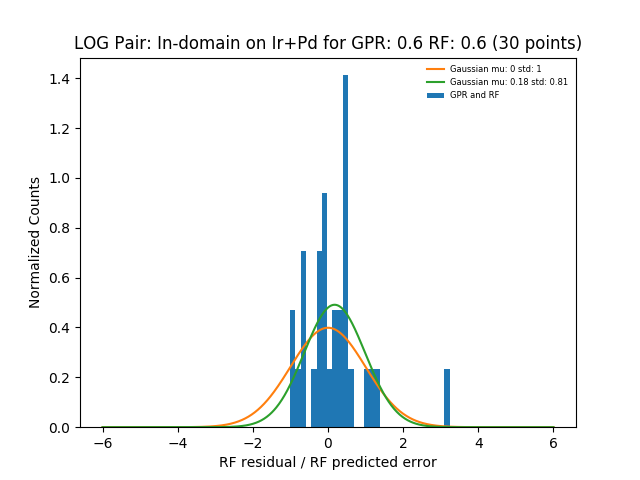 LOG Pair: In-domain on Ir+Pd for GPR: 0.6 RF: 0.6 (30 points)
Gaussian mu: 0 std: 1
Gaussian mu: 0.18 std: 0.81
GPR and RF
Normalized Counts
1.4
1.2
1.0
0.8
0.6
0.4
0.2
0.0
−6 −4 −2 0 2 4 6
RF residual / RF predicted error